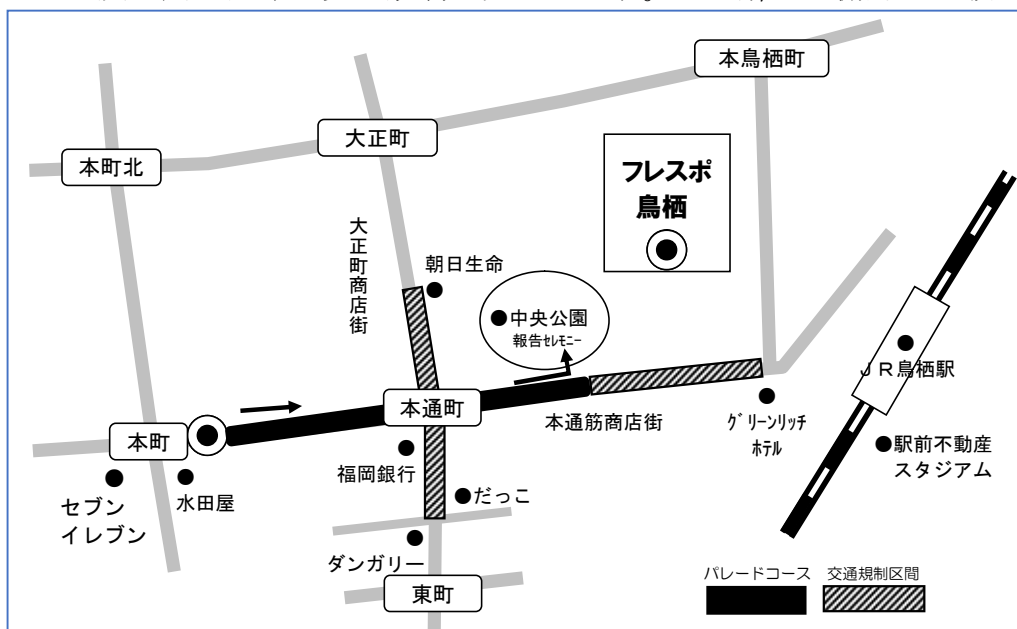 本鳥栖町
大正町
本町北
フレスポ
鳥栖
大正町商店街
朝日生命
●中央公園
報告ｾﾚﾓﾆｰ
ＪＲ鳥栖駅
本通町
本通筋商店街
ｸﾞﾘｰﾝﾘｯﾁ
ﾎﾃﾙ
本町
福岡銀行
●駅前不動産
スタジアム
セブン
イレブン
水田屋
●だっこ
ダンガリー
東町
パレードコース
交通規制区間